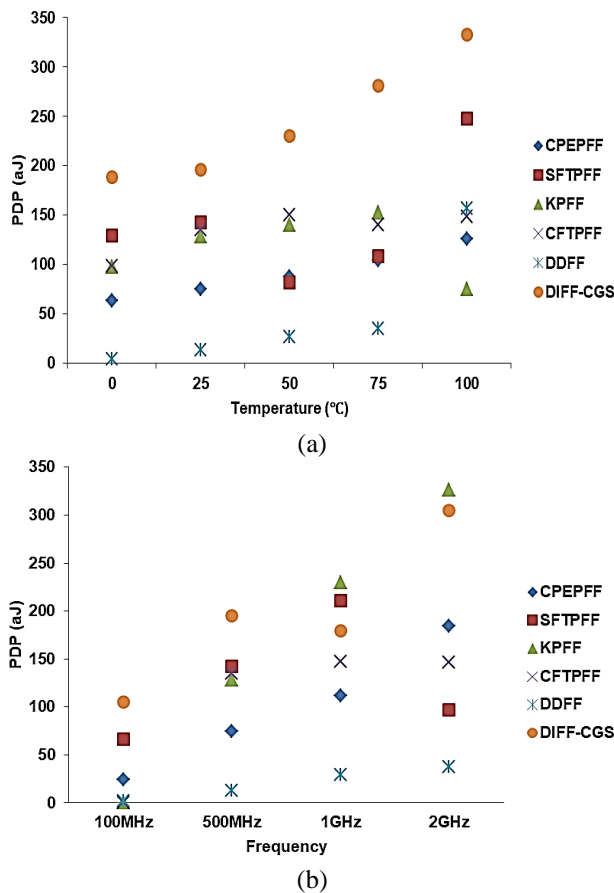 350
300
250
200
150
100
50
0
PDP (aJ)
0 25 50 75 100
Temperature (℃)
CPEPFF
SFTPFF
KPFF
CFTPFF
DDFF
DIFF-CGS
(a)
350
300
250
200
150
100
50
0
PDP (aJ)
100MHz 500MHz 1GHz 2GHz
Frequency
CPEPFF
SFTPFF
KPFF
CFTPFF
DDFF
DIFF-CGS
(b)